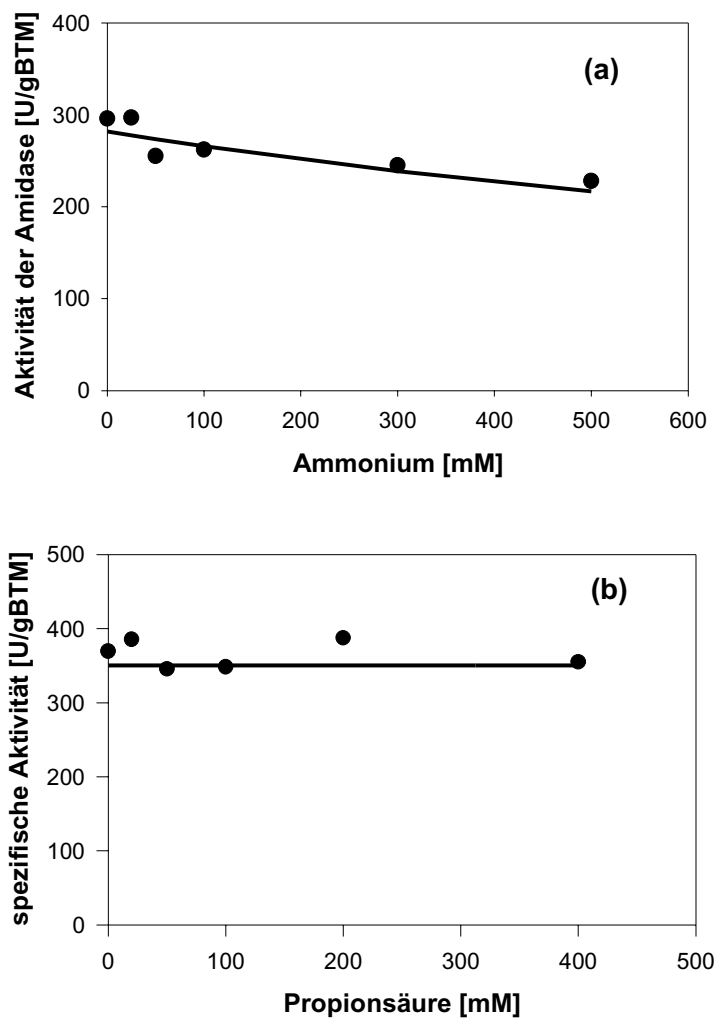 Aktivität der Amidase [U/gBTM]
400
300
200
100
0
(a)
0 100 200 300 400 500 600
Ammonium [mM]
spezifische Aktivität [U/gBTM]
500
400
300
200
100
0
(b)
0 100 200 300 400 500
Propionsäure [mM]